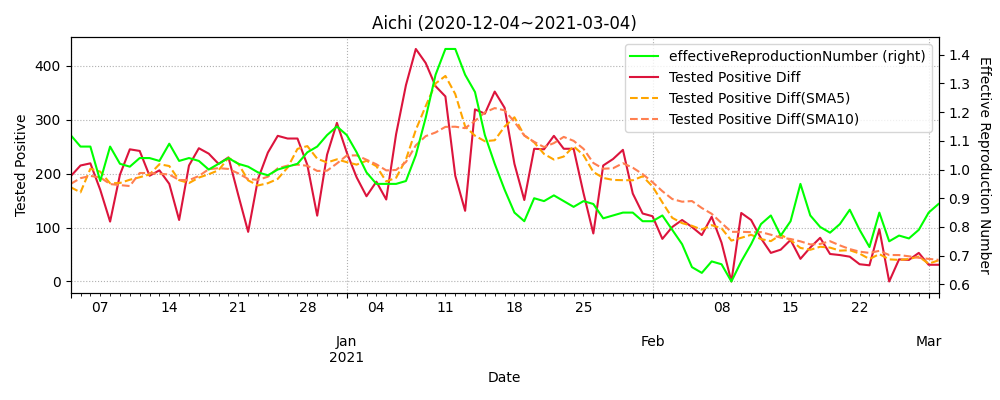 Aichi (2020-12-04~2021-03-04)
effectiveReproductionNumber (right)
Tested Positive Diff
Tested Positive Diff(SMA5)
Tested Positive Diff(SMA10)
Tested Positive
400
300
200
100
0
Effective Reproduction Number
1.4
1.3
1.2
1.1
1.0
0.9
0.8
0.7
0.6
07 14 21 28 04 11 18 25 08 15 22
Jan Feb Mar
2021
Date